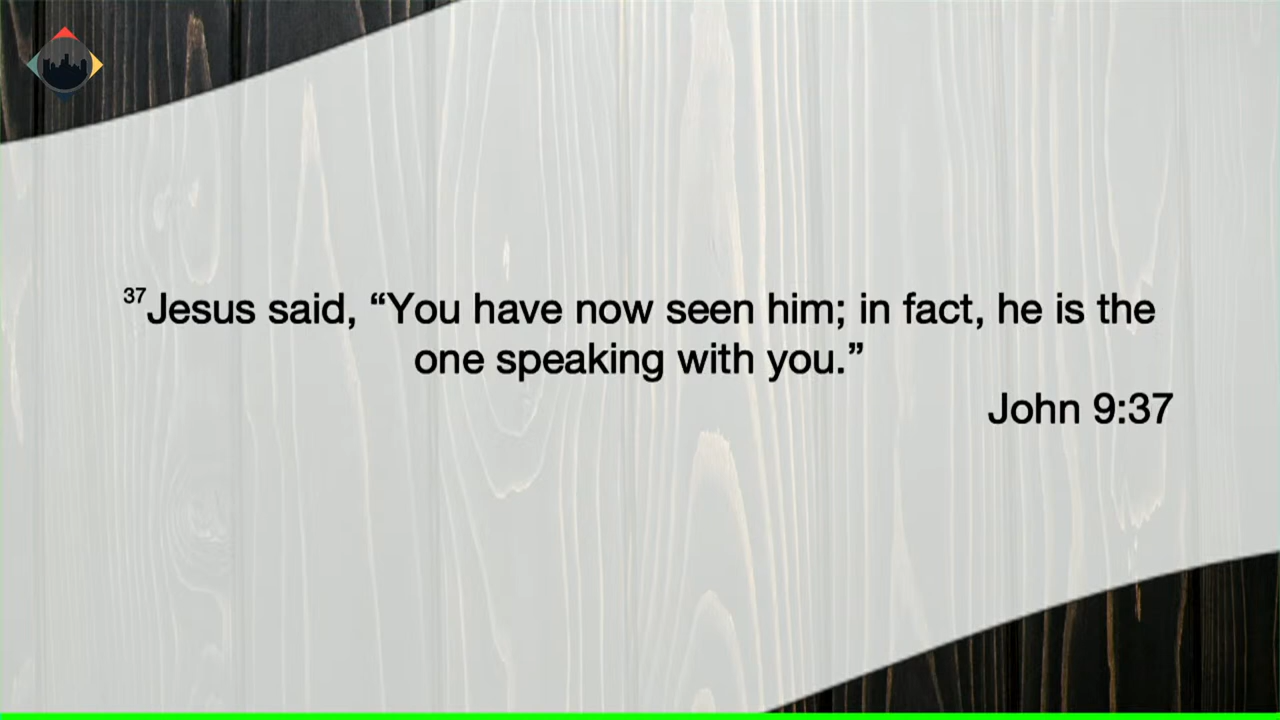 ³⁷Jesus said, “You have now seen him; in fact, he is the
one speaking with you.”
John 9:37